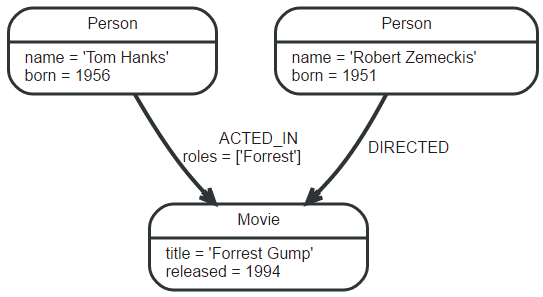 Person
name = 'Tom Hanks'
born = 1956
Person
name = 'Robert Zemeckis'
born = 1951
ACTED_IN
roles = ['Forrest']
DIRECTED
Movie
title = 'Forrest Gump'
released = 1994